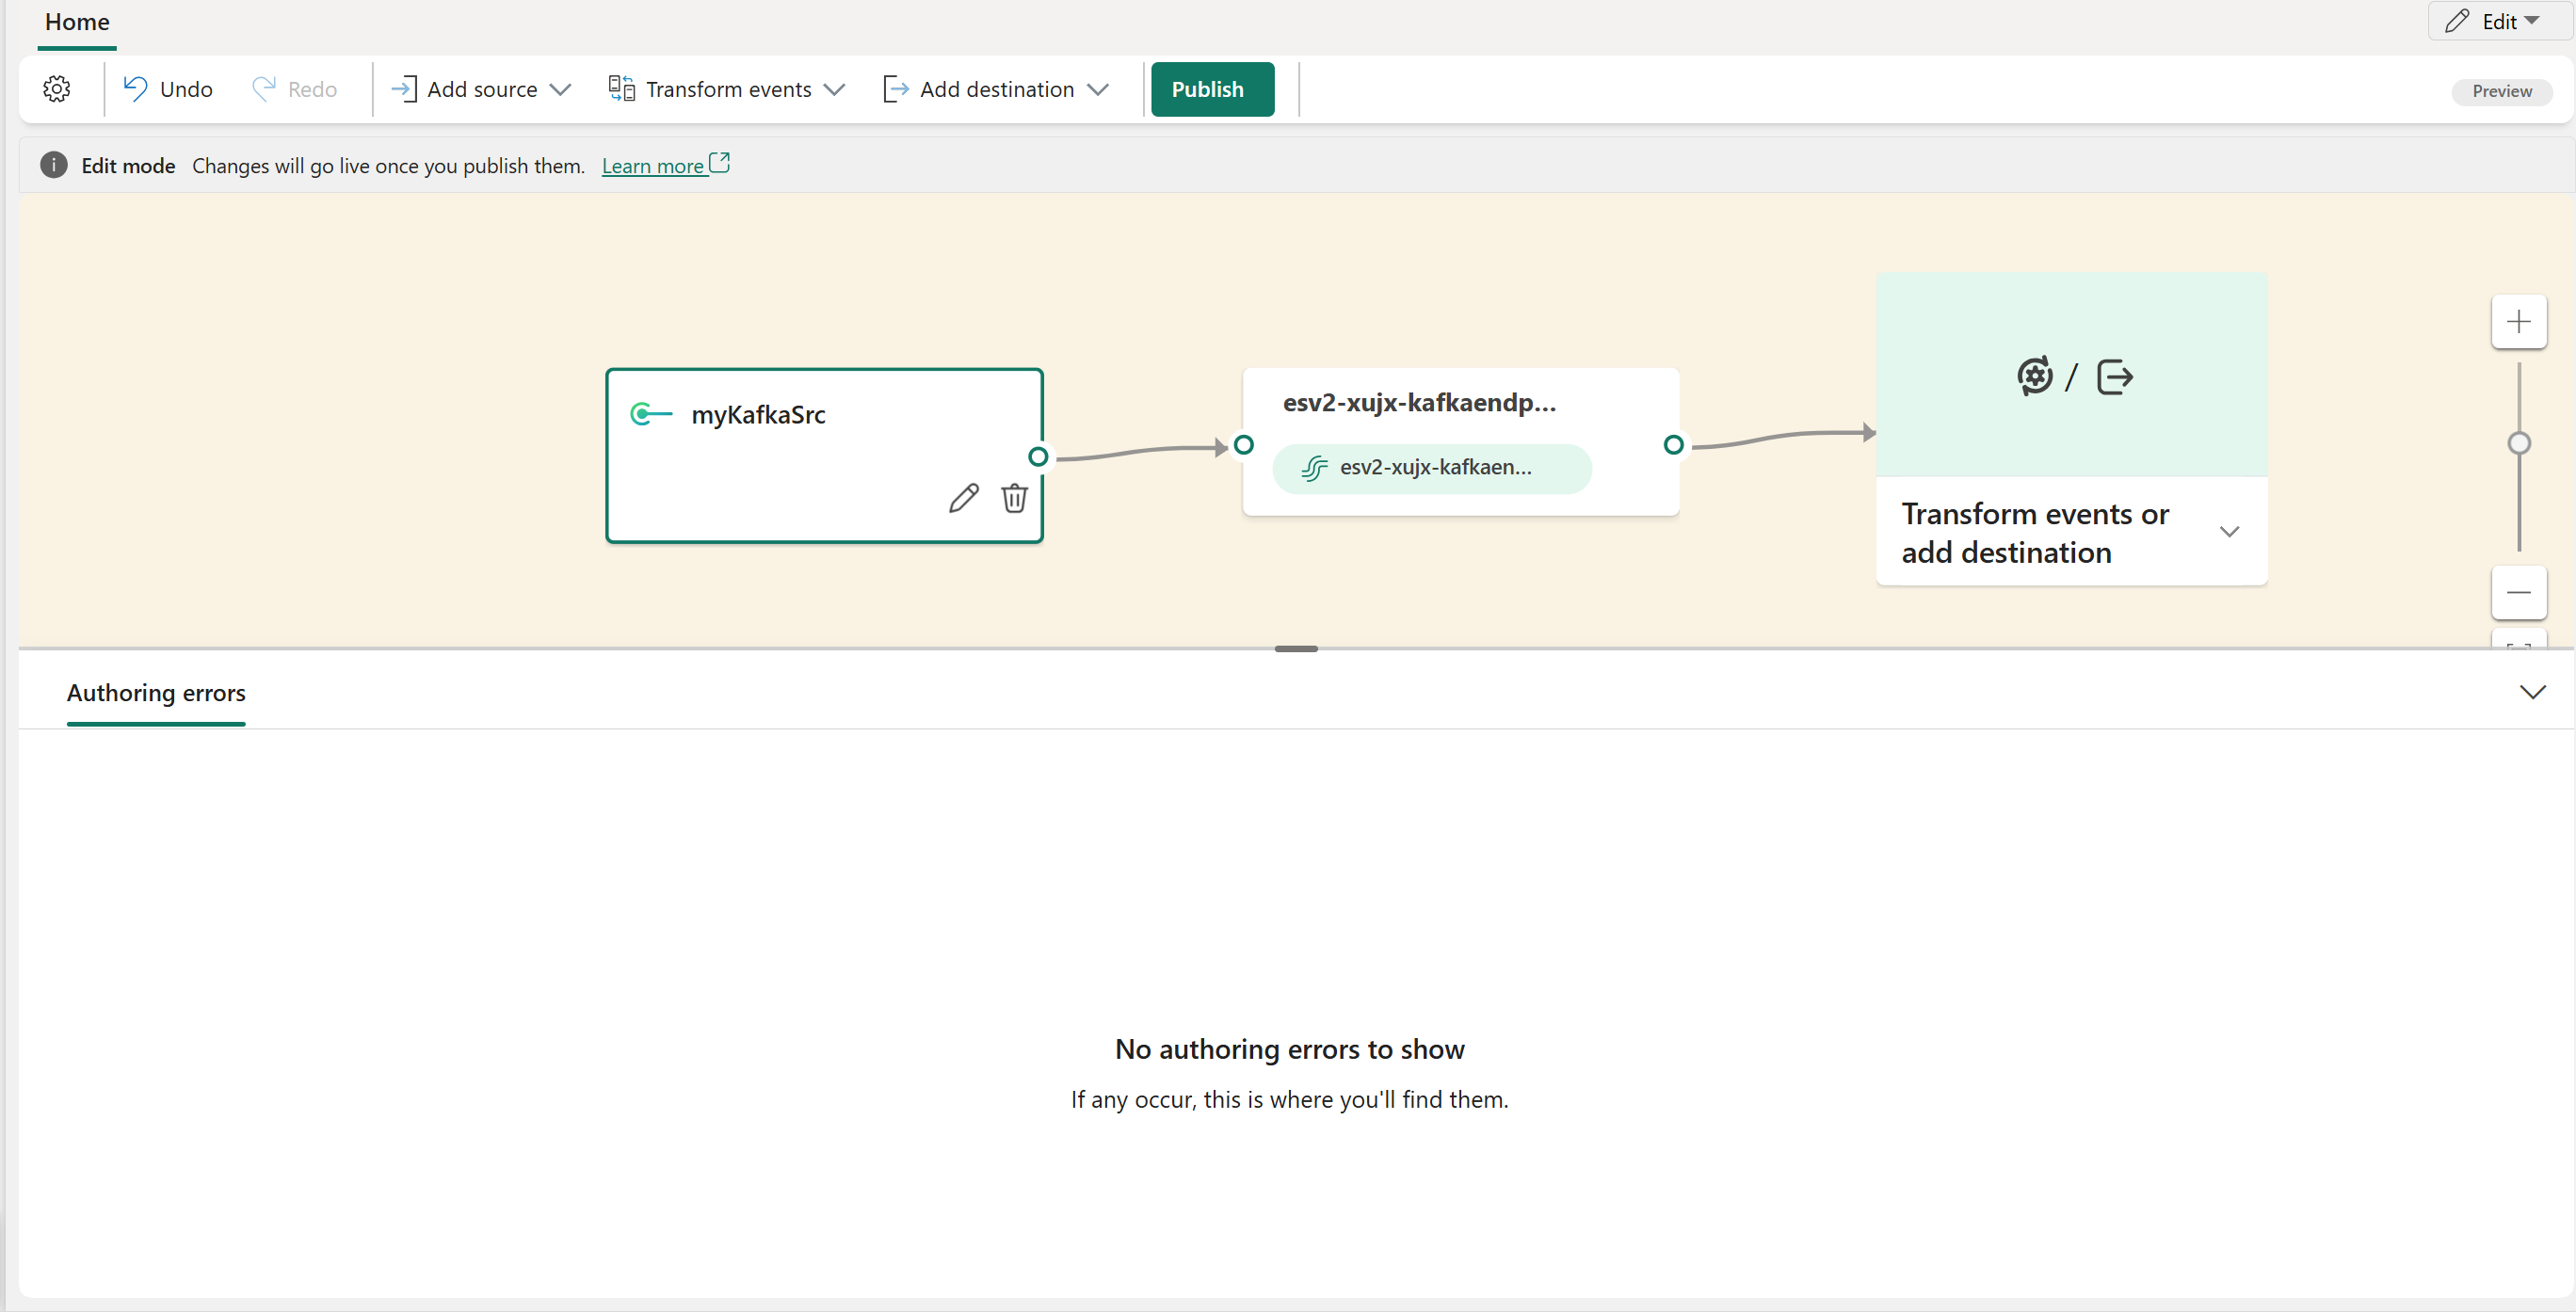 Home
Edit
Undo
Redo
Add source
Transform events
Add destination
Publish
Preview
Edit mode Changes will go live once you publish them. Learn more
myKafkaSrc
esv2-xujx-kafkaendp...
esv2-xujx-kafkaen...
/
Transform events or
add destination
Authoring errors
No authoring errors to show
If any occur, this is where you'll find them.